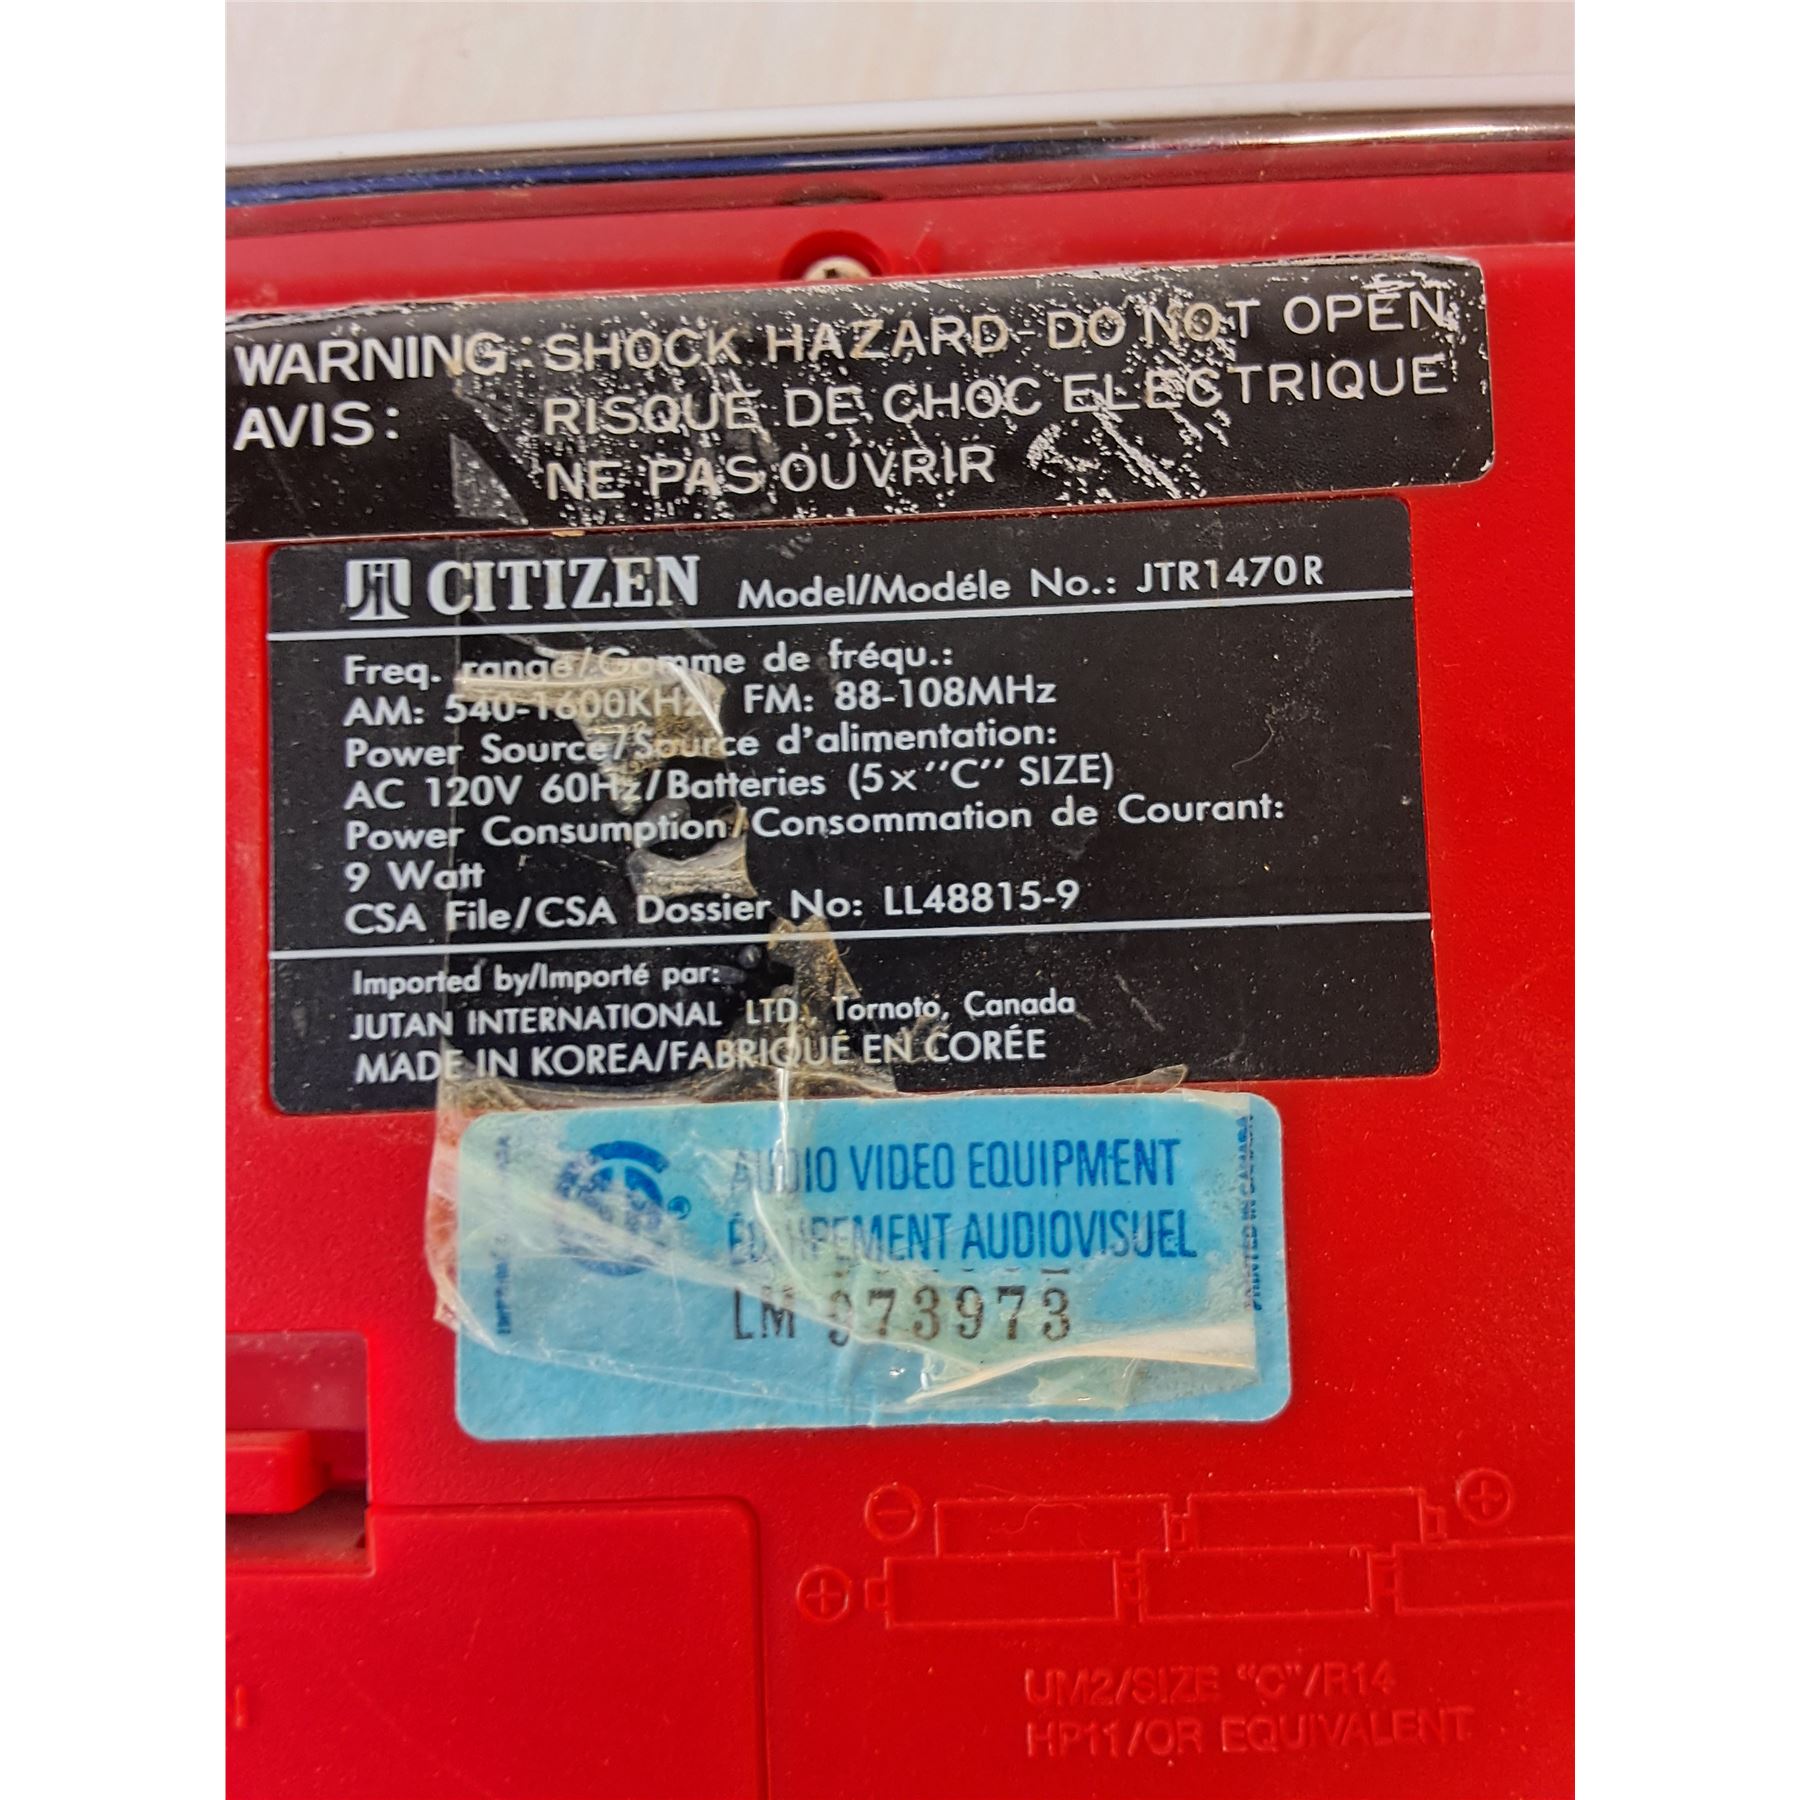 WARNING: SHOCK HAZARD-DO NOT OPEN
AVIS: RISQUE DE CHOC ELECTRIQUE
NE PAS OUVRIR
CITIZEN Model/Modéle No.: JTR1470R
Freq. range/Gamme de fréqu.:
AM: 540-1600KHz FM: 88-108MHz
Power Source/Source d'alimentation:
AC 120V 60Hz/Batteries (5×"C" SIZE)
Power Consumption/Consommation de Courant:
9 Watt
CSA File/CSA Dossier No: LL48815-9
Imported by/Importé par:
JUTAN INTERNATIONAL LTD., Tornoto, Canada
MADE IN KOREA/FABRIQUÉ EN CORÉE
AUDIO VIDEO EQUIPMENT
ÉQUIPEMENT AUDIOVISUEL
LM 973973
PRINTED IN CANADA
UM2/SIZE "C"/R14
HP11/OR EQUIVALENT